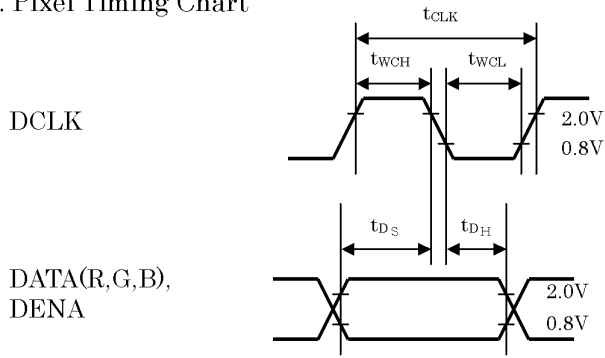 . Pixel Timing Chart
tCLK
tWCH tWCL
DCLK
2.0V
0.8V
tDS tDH
DATA(R,G,B),
DENA
2.0V
0.8V